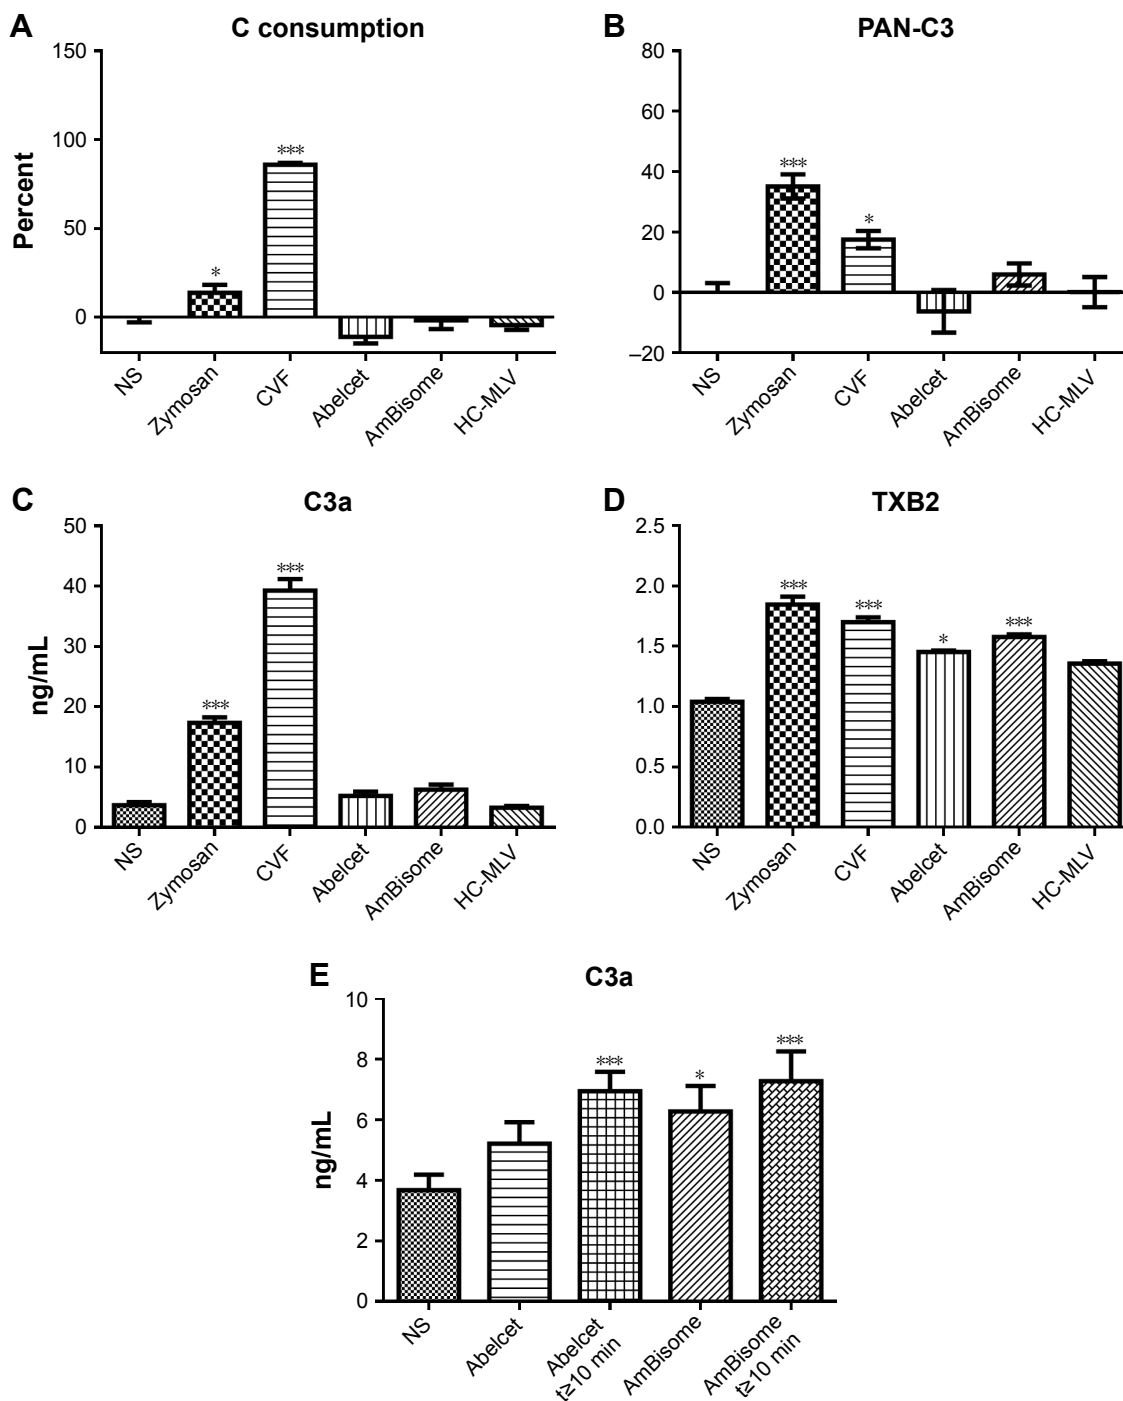 A
C consumption
150
100
50
0
Percent
*
***
NS
Zymosan
CVF
Abelcet
AmBisome
HC-MLV
B
PAN-C3
80
60
40
20
0
–20
***
*
NS
Zymosan
CVF
Abelcet
AmBisome
HC-MLV
C
C3a
50
40
30
20
10
0
ng/mL
***
***
NS
Zymosan
CVF
Abelcet
AmBisome
HC-MLV
D
TXB2
2.5
2.0
1.5
1.0
0.5
0.0
***
***
*
***
NS
Zymosan
CVF
Abelcet
AmBisome
HC-MLV
E
C3a
10
8
6
4
2
0
ng/mL
***
*
***
NS
Abelcet
Abelcet
t≥10 min
AmBisome
AmBisome
t≥10 min